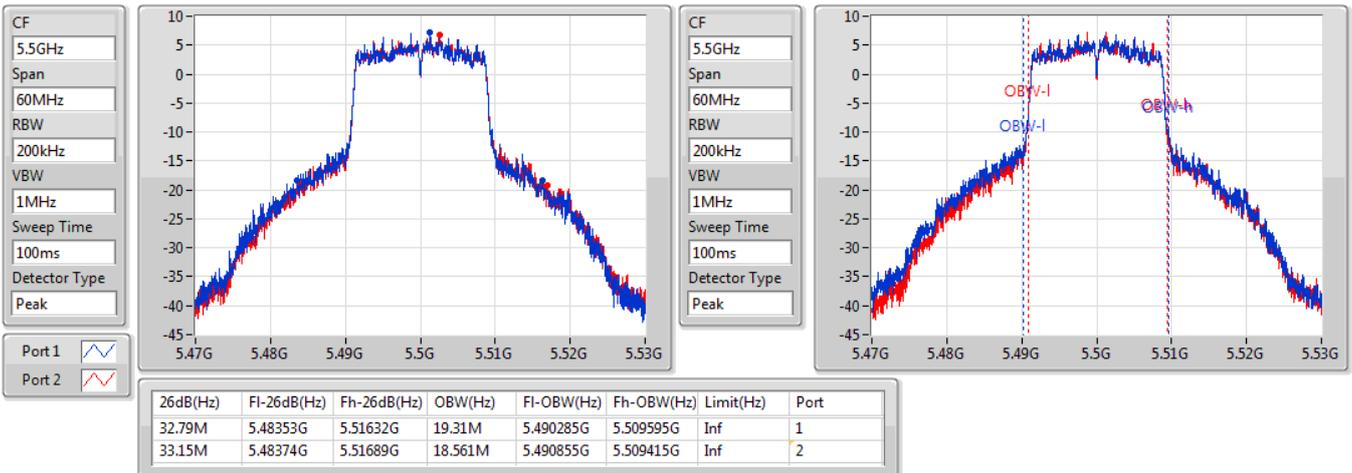 CF
5.5GHz
Span
60MHz
RBW
200kHz
VBW
1MHz
Sweep Time
100ms
Detector Type
Peak
Port 1
Port 2
10
5
0
-5
-10
-15
-20
-25
-30
-35
-40
-45
5.47G 5.48G 5.49G 5.5G 5.51G 5.52G 5.53G
CF
5.5GHz
Span
60MHz
RBW
200kHz
VBW
1MHz
Sweep Time
100ms
Detector Type
Peak
10
5
0
-5
-10
-15
-20
-25
-30
-35
-40
-45
OBW-l
OBW-l
OBW-h
OBW-h
5.47G 5.48G 5.49G 5.5G 5.51G 5.52G 5.53G
26dB(Hz) Fl-26dB(Hz) Fh-26dB(Hz) OBW(Hz) Fl-OBW(Hz) Fh-OBW(Hz) Limit(Hz) Port
32.79M 5.48353G 5.51632G 19.31M 5.490285G 5.509595G Inf 1
33.15M 5.48374G 5.51689G 18.561M 5.490855G 5.509415G Inf 2